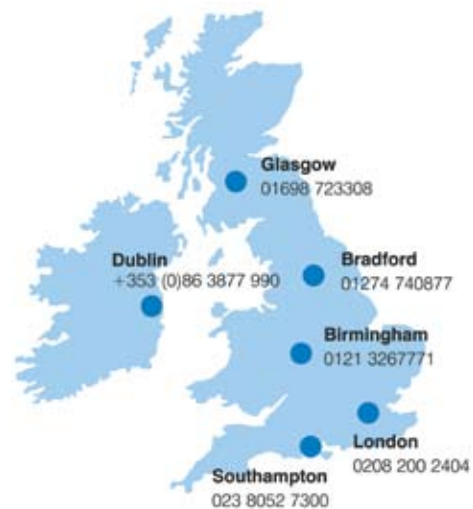 Glasgow
01698 723308
Dublin
+353 (0)86 3877 990
Bradford
01274 740877
Birmingham
0121 3267771
London
0208 200 2404
Southampton
023 8052 7300